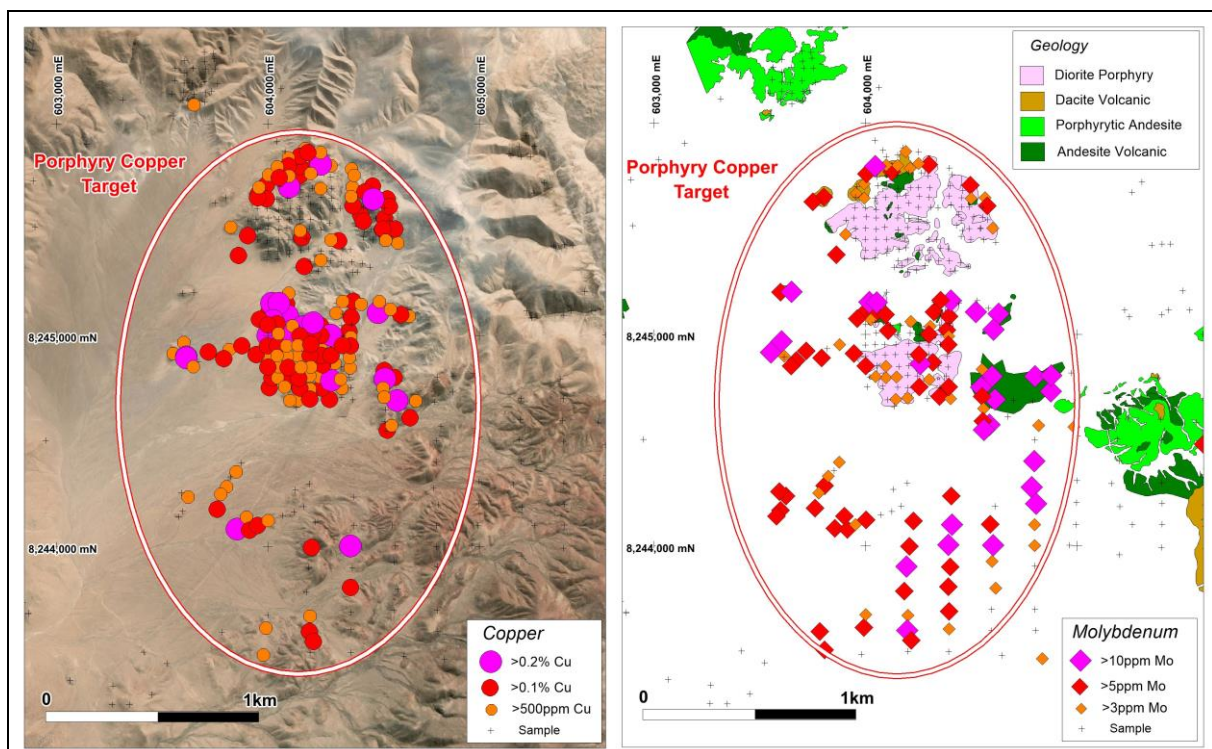 603,000 mE
604,000 mE
605,000 mE
Porphyry Copper
Target
8,245,000 mN
8,244,000 mN
Copper
>0.2% Cu
>0.1% Cu
>500ppm Cu
Sample
0
1km
603,000 mE
604,000 mE
Geology
Diorite Porphyry
Dacite Volcanic
Porphyrytic Andesite
Andesite Volcanic
Porphyry Copper
Target
8,245,000 mN
8,244,000 mN
Molybdenum
>10ppm Mo
>5ppm Mo
>3ppm Mo
Sample
0
1km